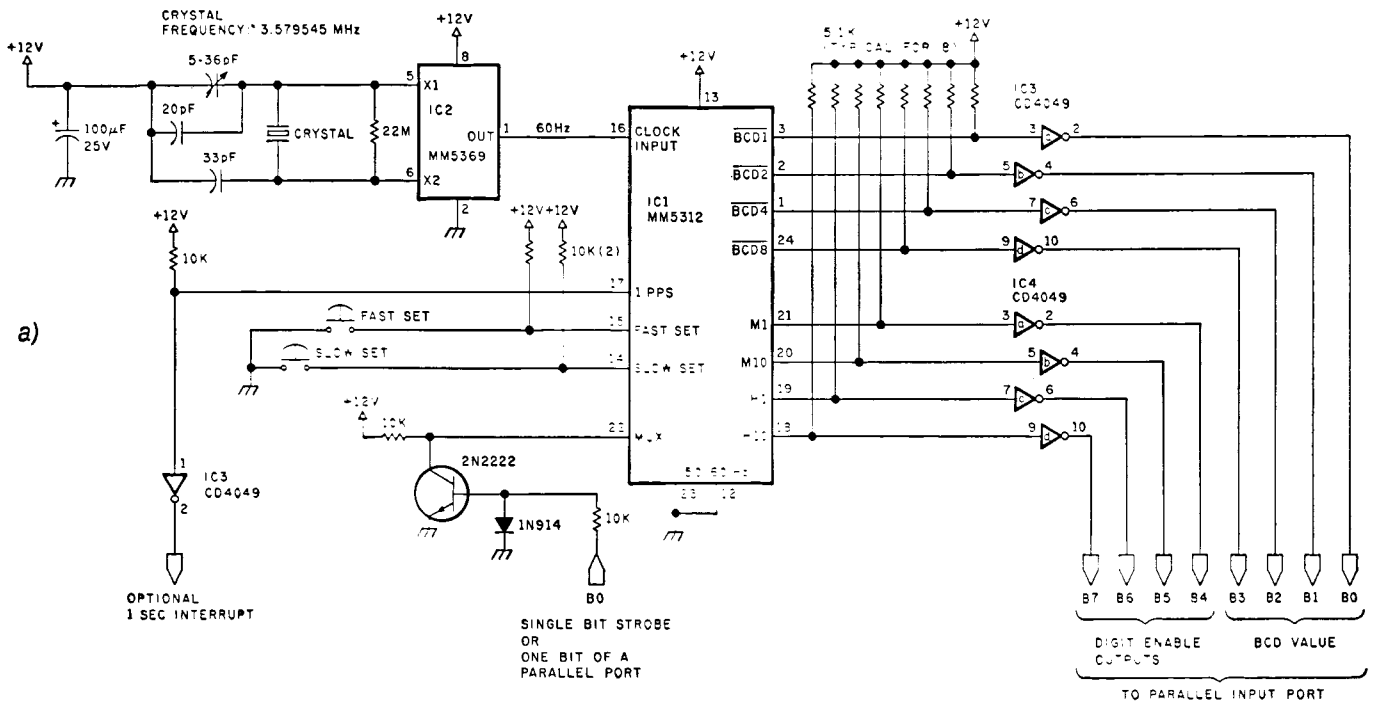 CRYSTAL
FREQUENCY: 3.579545 MHz
+12V
5-36pF
20pF
33pF
100µF
25V
CRYSTAL
22M
+12V
8
5
X1
IC2
OUT
MM5369
6
X2
2
1
60Hz
+12V
13
16
CLOCK
INPUT
IC1
MM5312
+12V
10K
+12V
+12V
10K(2)
17
1 PPS
FAST SET
15
FAST SET
SLOW SET
14
SLOW SET
+12V
10K
22
MUX
2N2222
1N914
10K
B0
SINGLE BIT STROBE
OR
ONE BIT OF A
PARALLEL PORT
50 60 Hz
23
12
1
IC3
CD4049
2
OPTIONAL
1 SEC INTERRUPT
a)
5.1K
(TYPICAL FOR 8)
+12V
IC3
CD4049
BCD1
3
3
a
2
BCD2
2
5
b
4
BCD4
1
7
c
6
BCD8
24
9
d
10
IC4
CD4049
M1
21
3
a
2
M10
20
5
b
4
H1
19
7
c
6
H10
18
9
d
10
B7
B6
B5
B4
B3
B2
B1
B0
DIGIT ENABLE
OUTPUTS
BCD VALUE
TO PARALLEL INPUT PORT